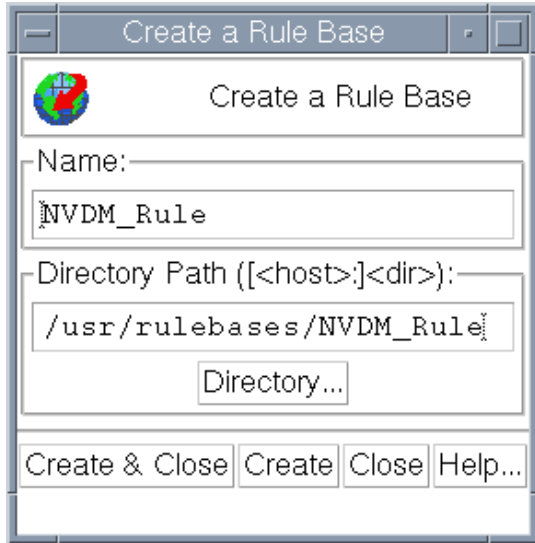 Create a Rule Base
Create a Rule Base
Name:
NVDM_Rule
Directory Path ([<host>:]<dir>):
/usr/rulebases/NVDM_Rule
Directory...
Create & Close Create Close Help...